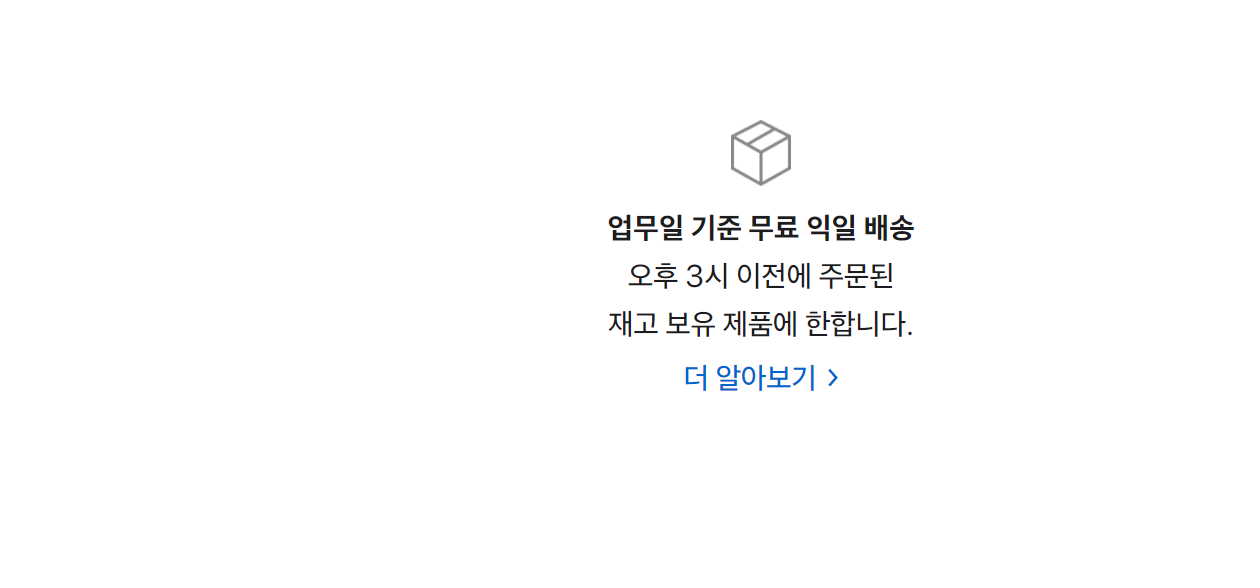 업무일 기준 무료 익일 배송
오후 3시 이전에 주문된
재고 보유 제품에 한합니다.
더 알아보기 >